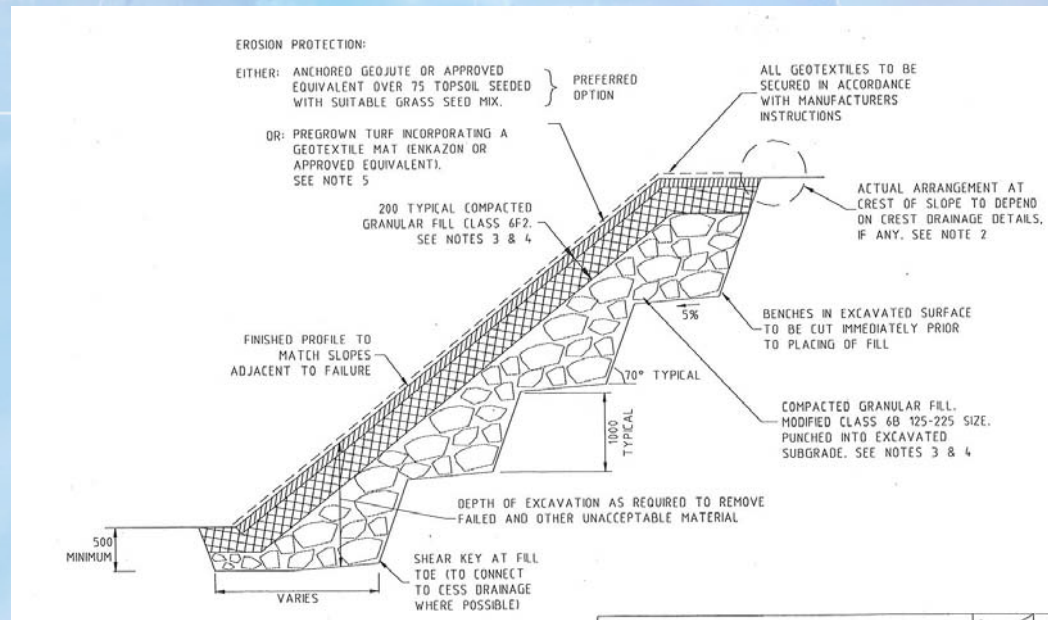 EROSION PROTECTION:
EITHER: ANCHORED GEOJUTE OR APPROVED
EQUIVALENT OVER 75 TOPSOIL SEEDED
WITH SUITABLE GRASS SEED MIX.
PREFERRED
OPTION
OR: PREGROWN TURF INCORPORATING A
GEOTEXTILE MAT (ENKAZON OR
APPROVED EQUIVALENT).
SEE NOTE 5
200 TYPICAL COMPACTED
GRANULAR FILL CLASS 6F2.
SEE NOTES 3 & 4
FINISHED PROFILE TO
MATCH SLOPES
ADJACENT TO FAILURE
ALL GEOTEXTILES TO BE
SECURED IN ACCORDANCE
WITH MANUFACTURERS
INSTRUCTIONS
ACTUAL ARRANGEMENT AT
CREST OF SLOPE TO DEPEND
ON CREST DRAINAGE DETAILS,
IF ANY. SEE NOTE 2
5%
BENCHES IN EXCAVATED SURFACE
TO BE CUT IMMEDIATELY PRIOR
TO PLACING OF FILL
70° TYPICAL
1000
TYPICAL
COMPACTED GRANULAR FILL.
MODIFIED CLASS 6B 125-225 SIZE.
PUNCHED INTO EXCAVATED
SUBGRADE. SEE NOTES 3 & 4
DEPTH OF EXCAVATION AS REQUIRED TO REMOVE
FAILED AND OTHER UNACCEPTABLE MATERIAL
500
MINIMUM
VARIES
SHEAR KEY AT FILL
TOE (TO CONNECT
TO CESS DRAINAGE
WHERE POSSIBLE)